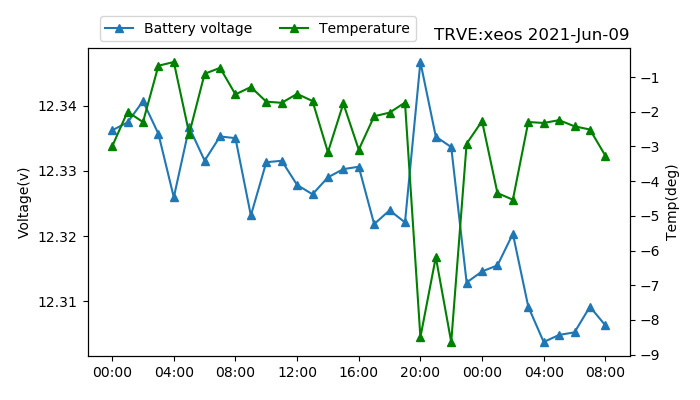 Battery voltage Temperature
TRVE:xeos 2021-Jun-09
Voltage(v)
12.34
12.33
12.32
12.31
−1
−2
−3
−4
−5
−6
−7
−8
−9
Temp(deg)
00:00 04:00 08:00 12:00 16:00 20:00 00:00 04:00 08:00